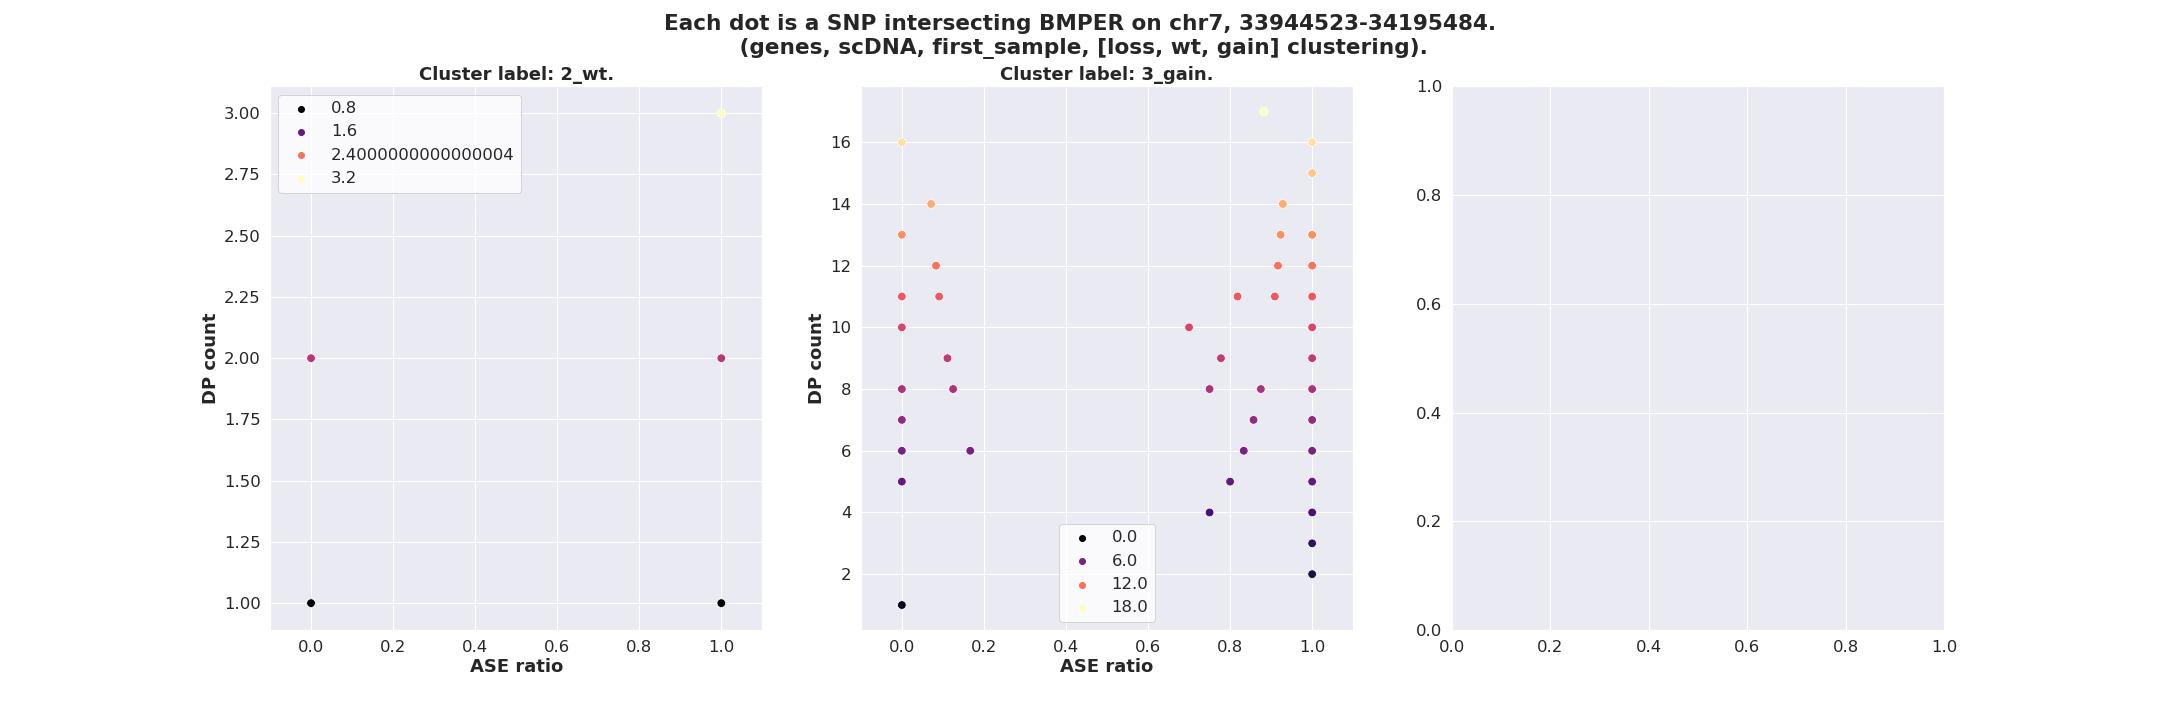 Each dot is a SNP intersecting BMPER on chr7, 33944523-34195484.
(genes, scDNA, first_sample, [loss, wt, gain] clustering).
Cluster label: 2_wt.
3.00
2.75
2.50
2.25
2.00
1.75
1.50
1.25
1.00
DP count
0.8
1.6
2.4000000000000004
3.2
0.0 0.2 0.4 0.6 0.8 1.0
ASE ratio
Cluster label: 3_gain.
16
14
12
10
8
6
4
2
DP count
0.0
6.0
12.0
18.0
0.0 0.2 0.4 0.6 0.8 1.0
ASE ratio
1.0
0.8
0.6
0.4
0.2
0.0
0.0 0.2 0.4 0.6 0.8 1.0